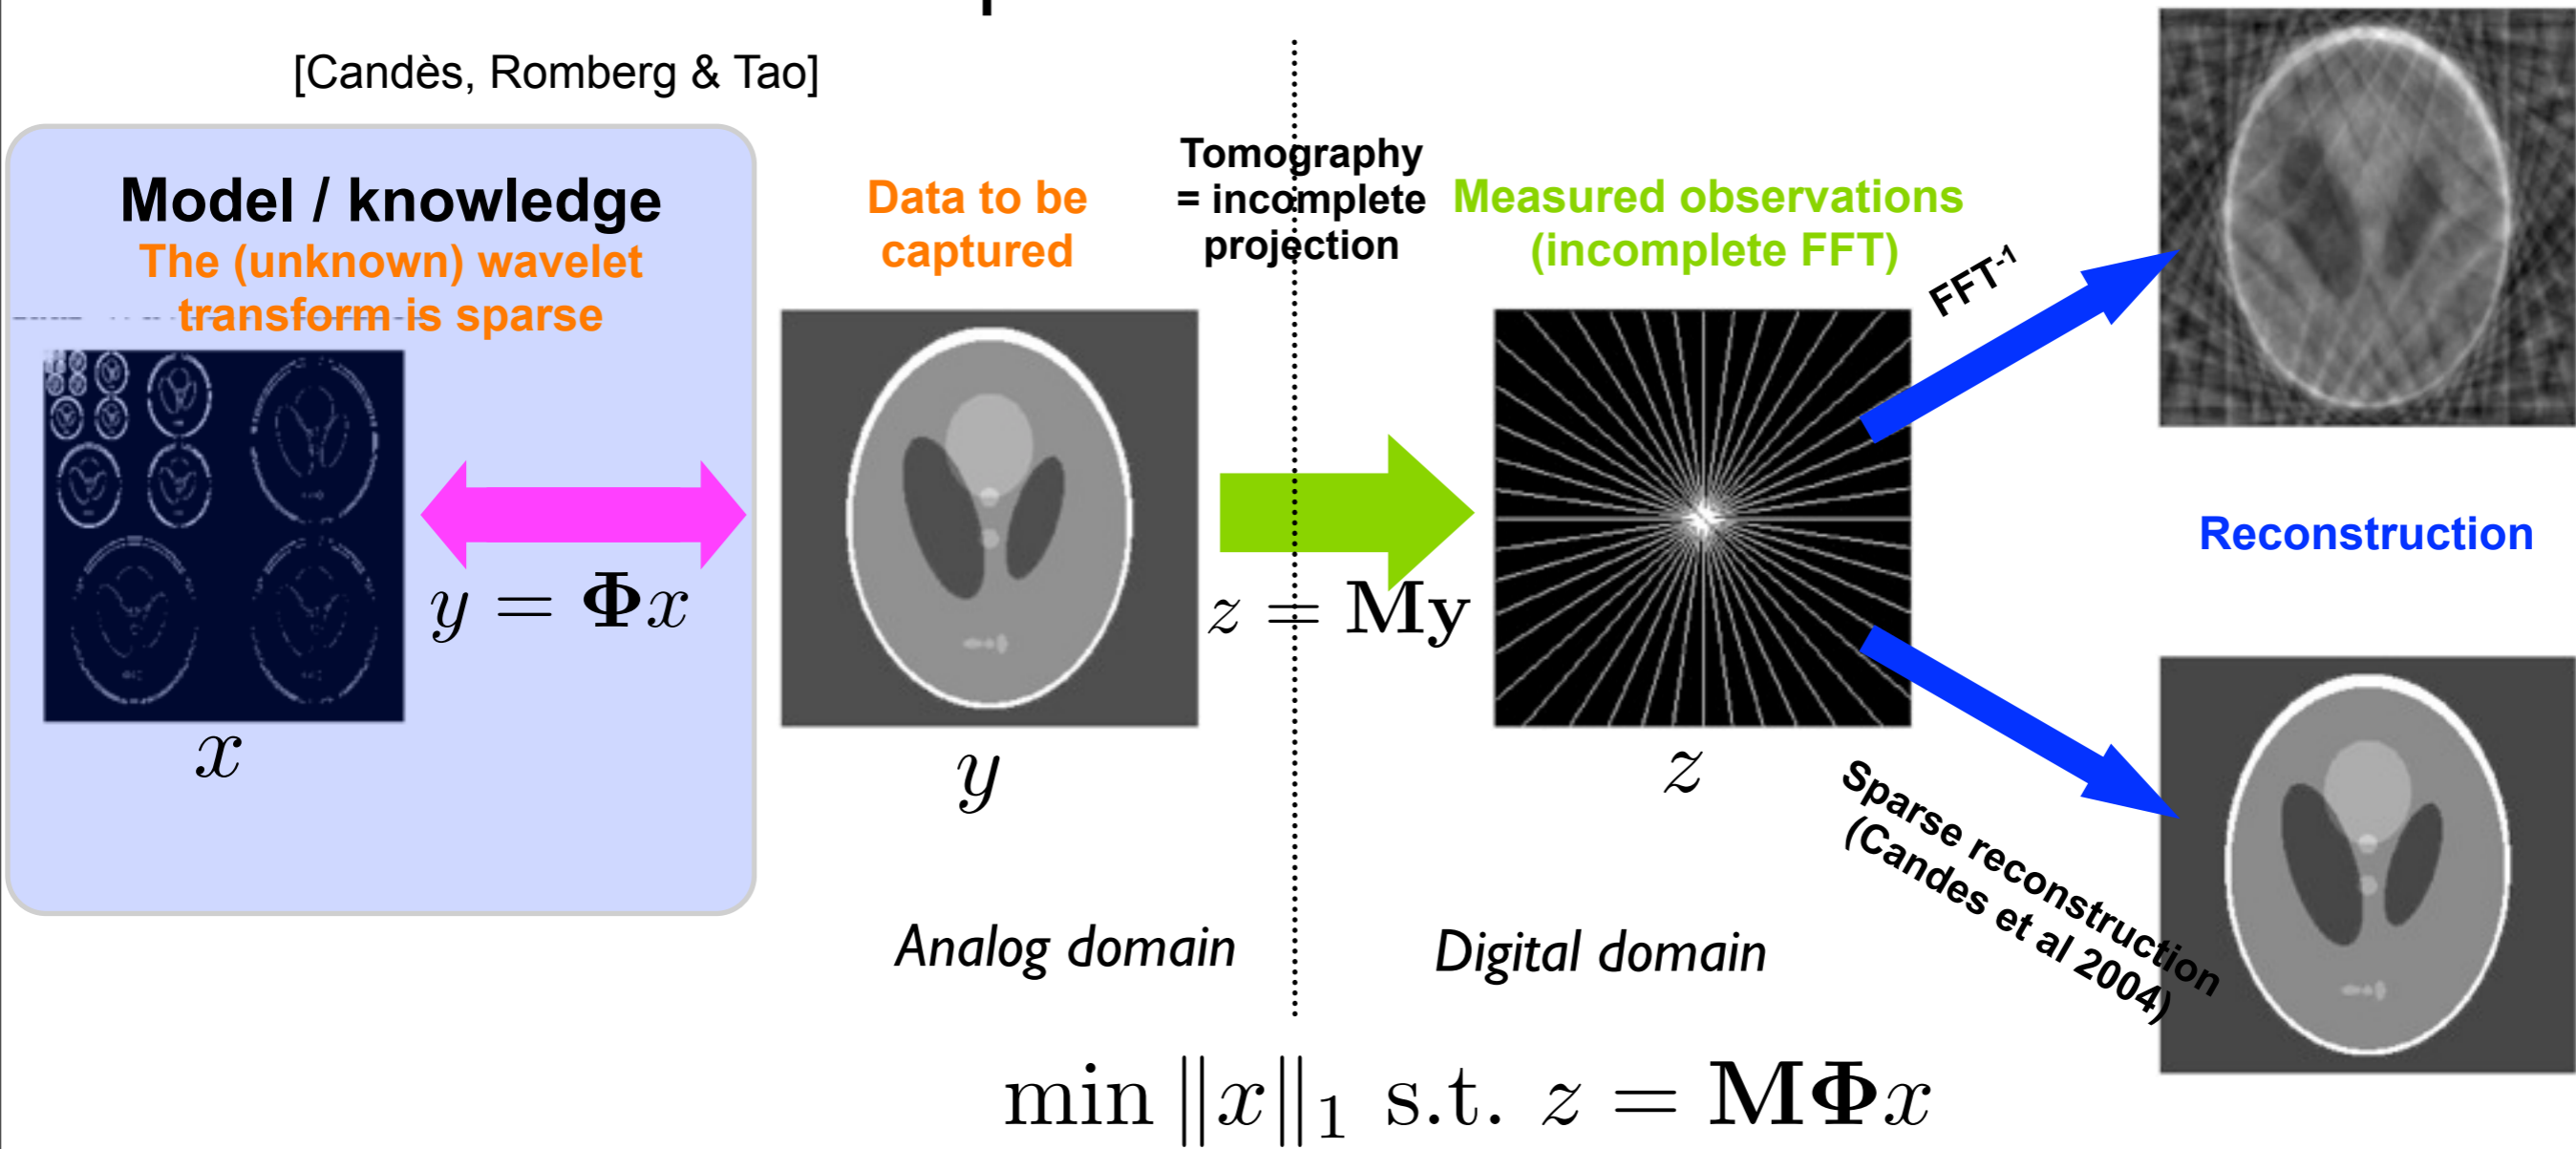 [Candès, Romberg & Tao]
Model / knowledge
The (unknown) wavelet
transform is sparse
x
y = Φx
Data to be
captured
y
Tomography
= incomplete
projection
z = My
Measured observations
(incomplete FFT)
z
FFT⁻¹
Reconstruction
Sparse reconstruction
(Candes et al 2004)
Analog domain
Digital domain
min ‖x‖₁ s.t. z = MΦx